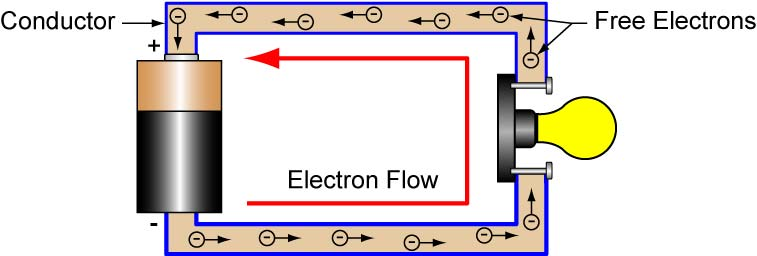 Conductor
Free Electrons
+
Electron Flow
-